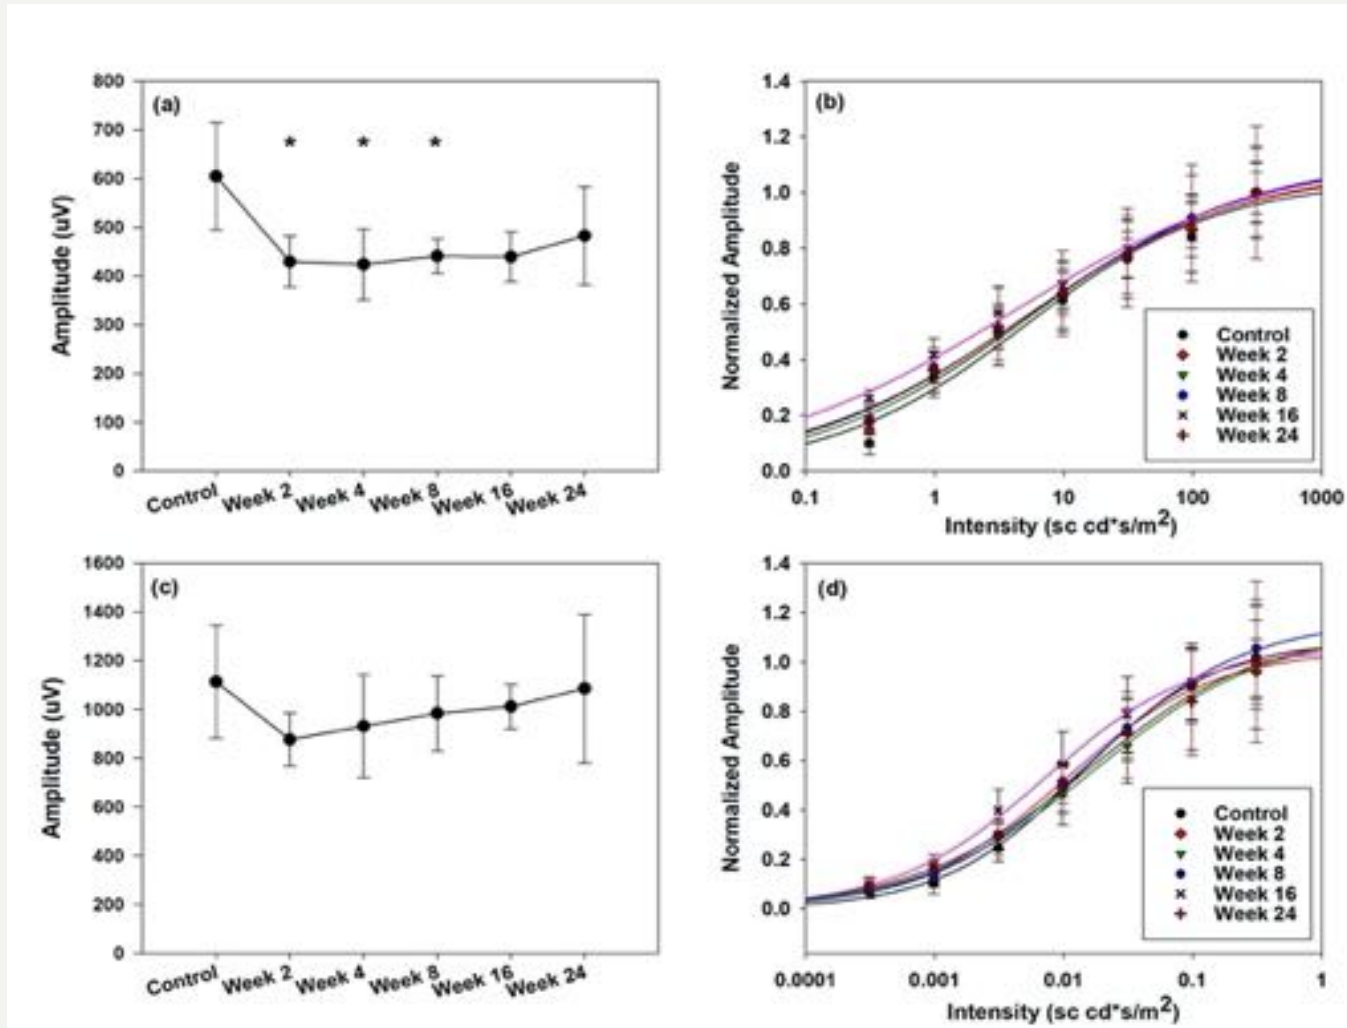 (a)
800
700
600
500
400
300
200
100
0
Amplitude (uV)
* * *
Control Week 2 Week 4 Week 8 Week 16 Week 24
(b)
1.4
1.2
1.0
0.8
0.6
0.4
0.2
0.0
Normalized Amplitude
Control
Week 2
Week 4
Week 8
Week 16
Week 24
0.1 1 10 100 1000
Intensity (sc cd*s/m²)
(c)
1600
1400
1200
1000
800
600
400
200
0
Amplitude (uV)
Control Week 2 Week 4 Week 8 Week 16 Week 24
(d)
1.4
1.2
1.0
0.8
0.6
0.4
0.2
0.0
Normalized Amplitude
Control
Week 2
Week 4
Week 8
Week 16
Week 24
0.0001 0.001 0.01 0.1 1
Intensity (sc cd*s/m²)